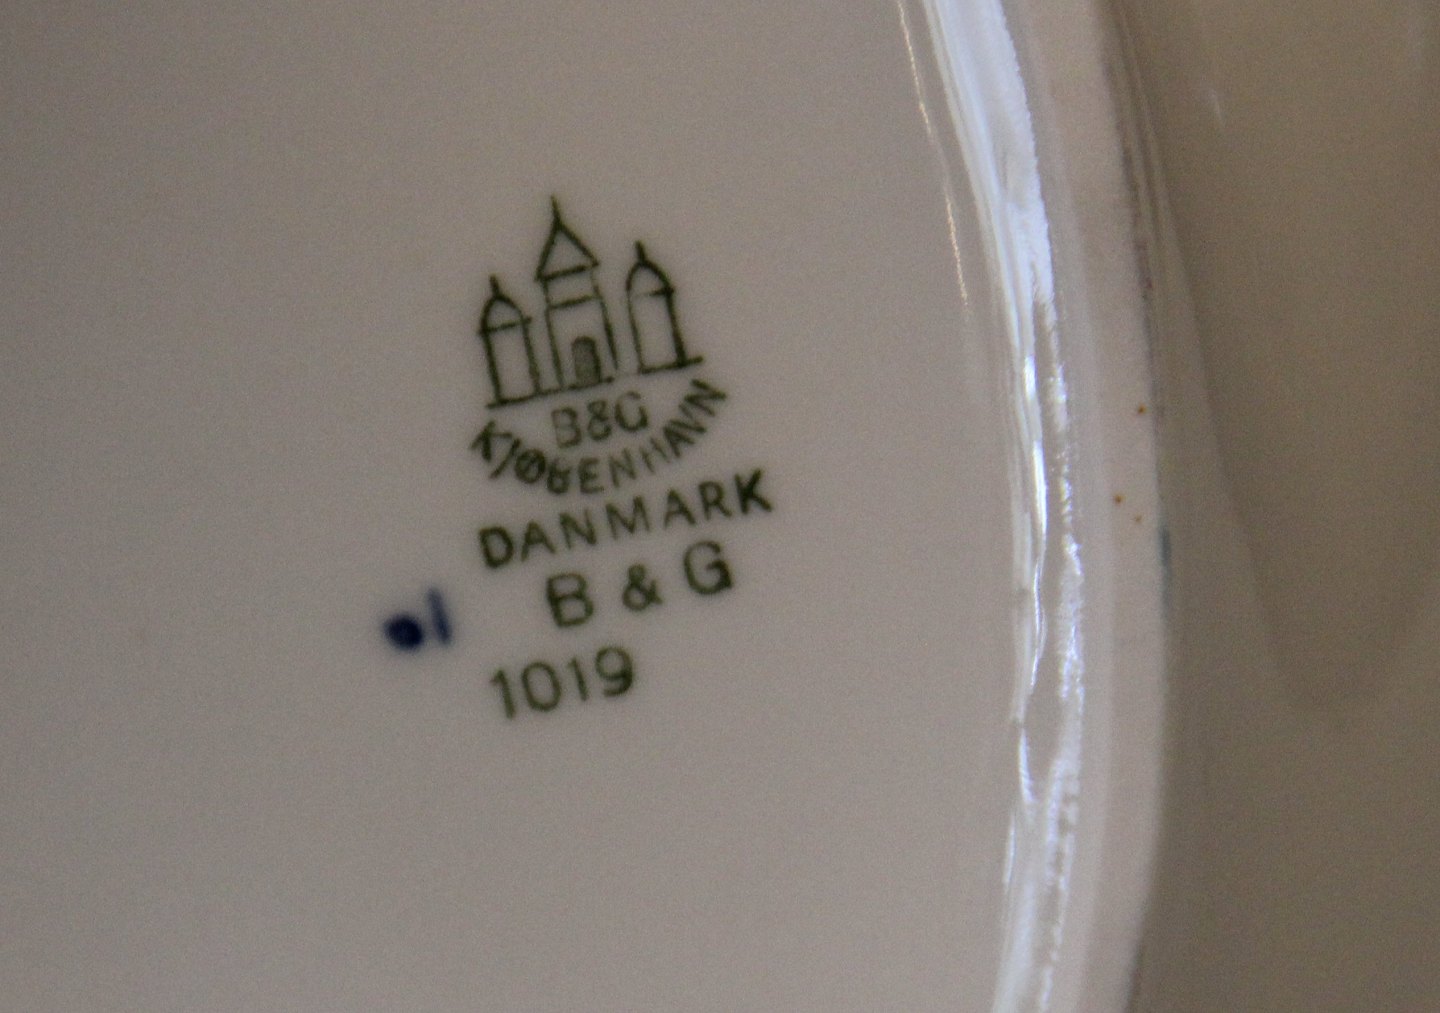 B&G
KJØBENHAVN
DANMARK
B & G
1019